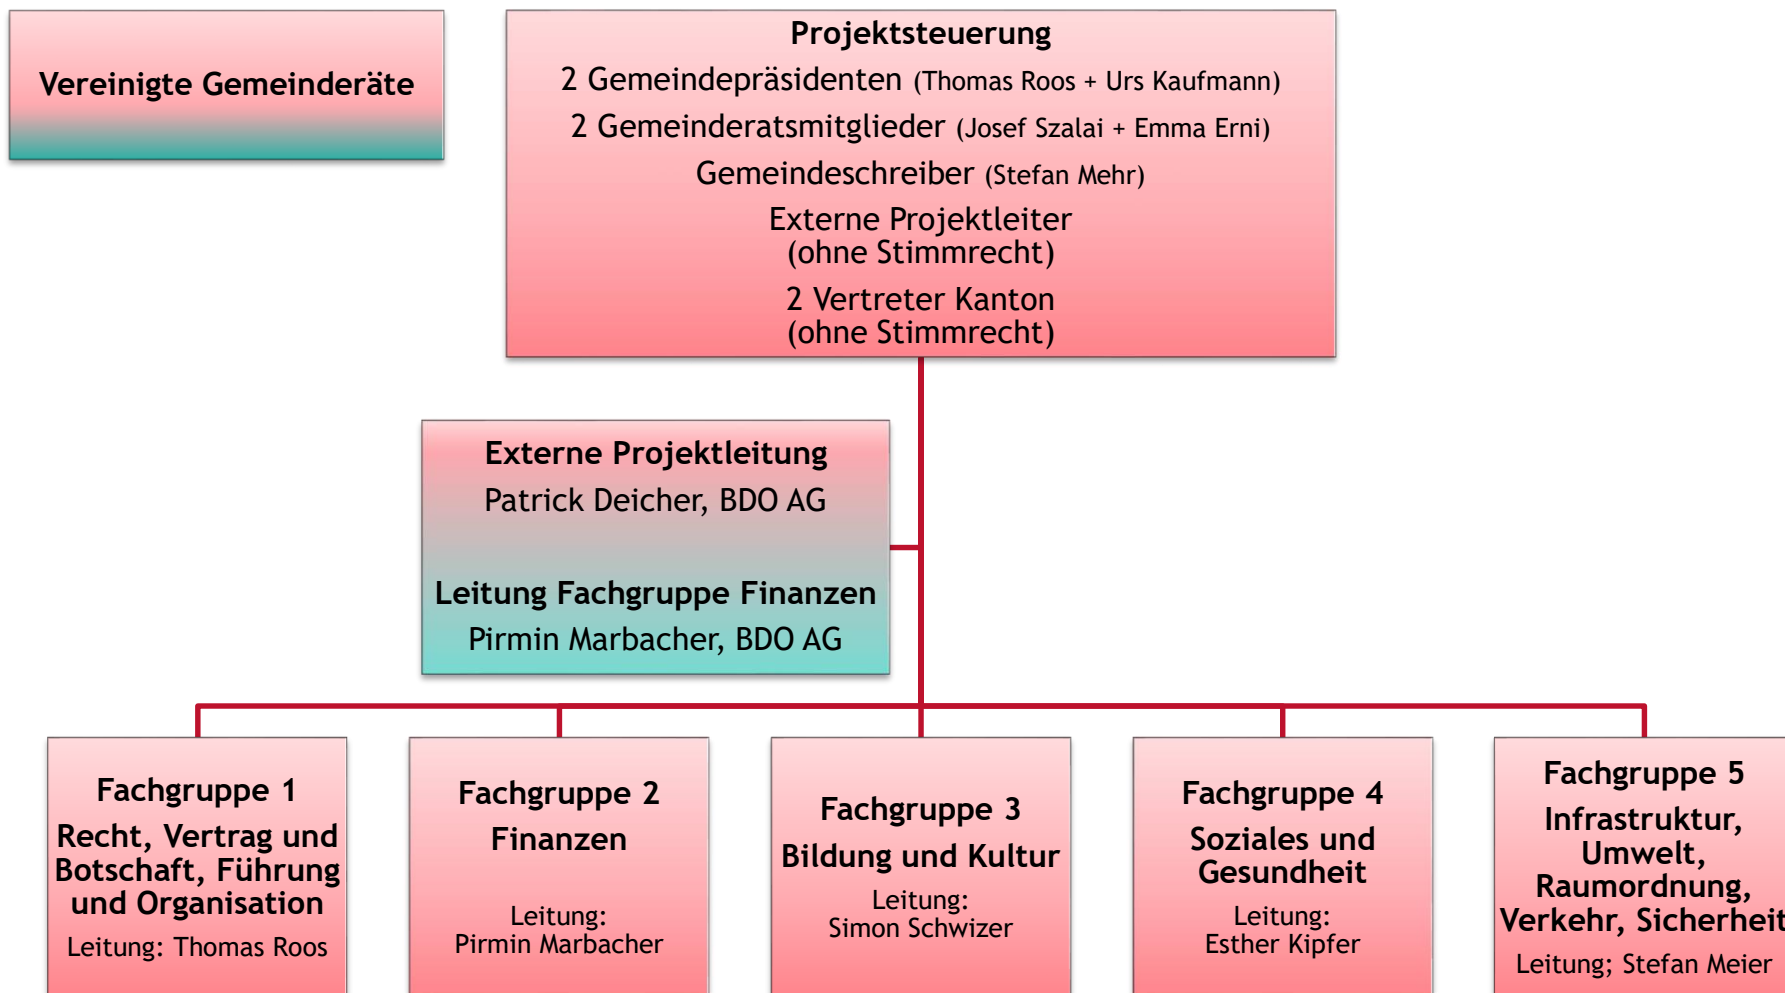 Vereinigte Gemeinderäte
Projektsteuerung
2 Gemeindepräsidenten (Thomas Roos + Urs Kaufmann)
2 Gemeinderatsmitglieder (Josef Szalai + Emma Erni)
Gemeindeschreiber (Stefan Mehr)
Externe Projektleiter
(ohne Stimmrecht)
2 Vertreter Kanton
(ohne Stimmrecht)
Externe Projektleitung
Patrick Deicher, BDO AG
Leitung Fachgruppe Finanzen
Pirmin Marbacher, BDO AG
Fachgruppe 1
Recht, Vertrag und
Botschaft, Führung
und Organisation
Leitung: Thomas Roos
Fachgruppe 2
Finanzen
Leitung:
Pirmin Marbacher
Fachgruppe 3
Bildung und Kultur
Leitung:
Simon Schwizer
Fachgruppe 4
Soziales und
Gesundheit
Leitung:
Esther Kipfer
Fachgruppe 5
Infrastruktur,
Umwelt,
Raumordnung,
Verkehr, Sicherheit
Leitung; Stefan Meier